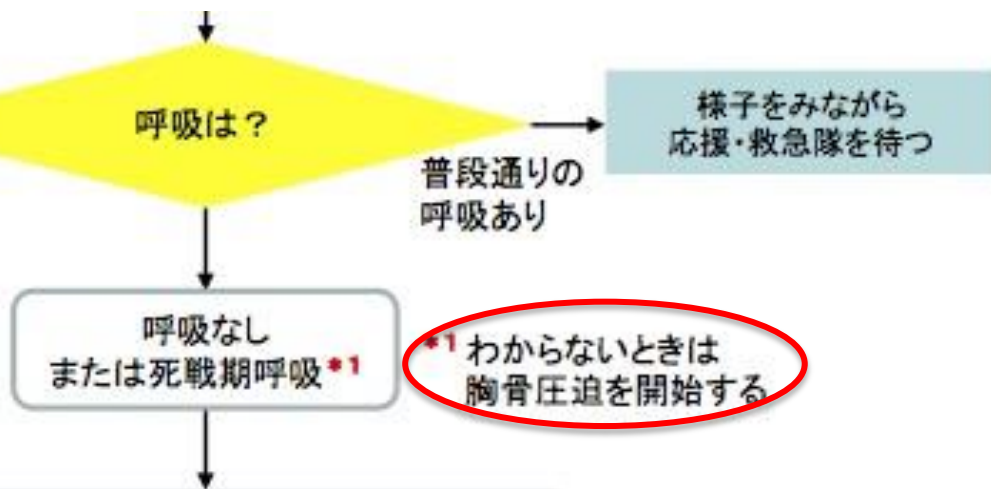 呼吸は？
様子をみながら
応援・救急隊を待つ
普段通りの
呼吸あり
呼吸なし
または死戦期呼吸*1
*1 わからないときは
胸骨圧迫を開始する